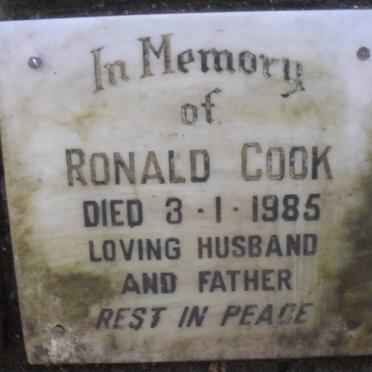 In Memory
of
RONALD COOK
DIED 3-1-1985
LOVING HUSBAND
AND FATHER
REST IN PEACE